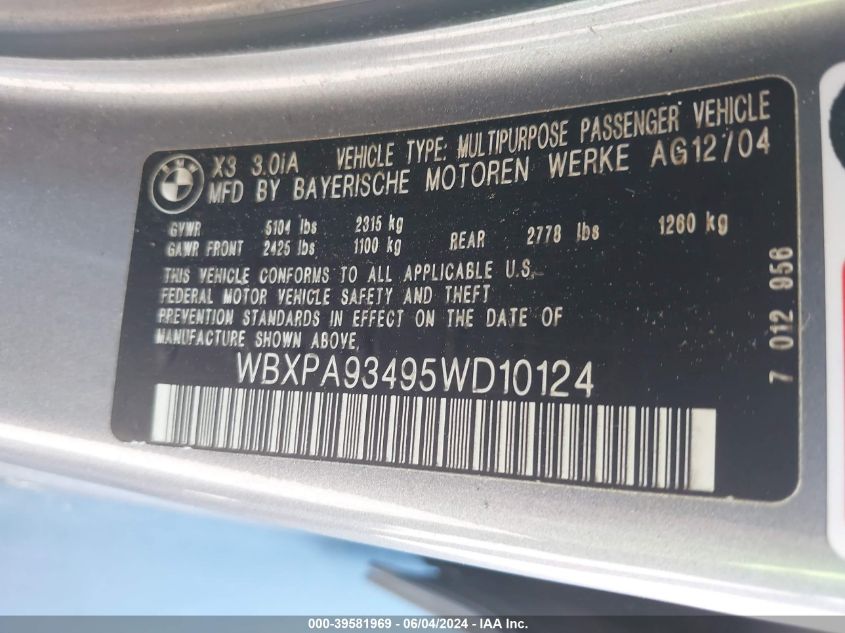 BMW
X3 3.0iA VEHICLE TYPE: MULTIPURPOSE PASSENGER VEHICLE
MFD BY BAYERISCHE MOTOREN WERKE AG12/04
GVWR 5104 lbs 2315 kg
GAWR FRONT 2425 lbs 1100 kg REAR 2778 lbs 1260 kg
THIS VEHICLE CONFORMS TO ALL APPLICABLE U.S.
FEDERAL MOTOR VEHICLE SAFETY AND THEFT
PREVENTION STANDARDS IN EFFECT ON THE DATE OF
MANUFACTURE SHOWN ABOVE.
WBXPA93495WD10124
7 012 956
000-39581969 - 06/04/2024 - IAA Inc.